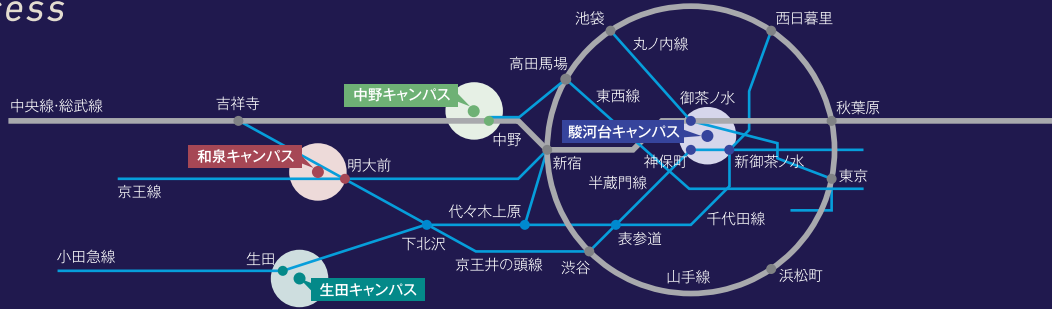 ess
池袋
西日暮里
丸ノ内線
高田馬場
中野キャンパス
東西線
御茶ノ水
中央線・総武線
吉祥寺
秋葉原
中野
駿河台キャンパス
和泉キャンパス
明大前
新宿
神保町
新御茶ノ水
京王線
半蔵門線
東京
代々木上原
千代田線
下北沢
表参道
小田急線
生田
京王井の頭線
渋谷
山手線
浜松町
生田キャンパス